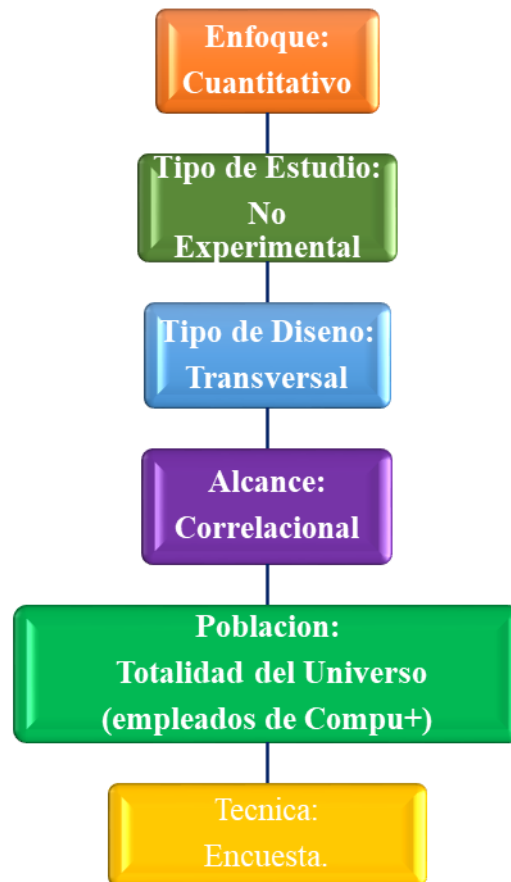 Enfoque:
Cuantitativo
Tipo de Estudio:
No
Experimental
Tipo de Diseno:
Transversal
Alcance:
Correlacional
Poblacion:
Totalidad del Universo
(empleados de Compu+)
Tecnica:
Encuesta.